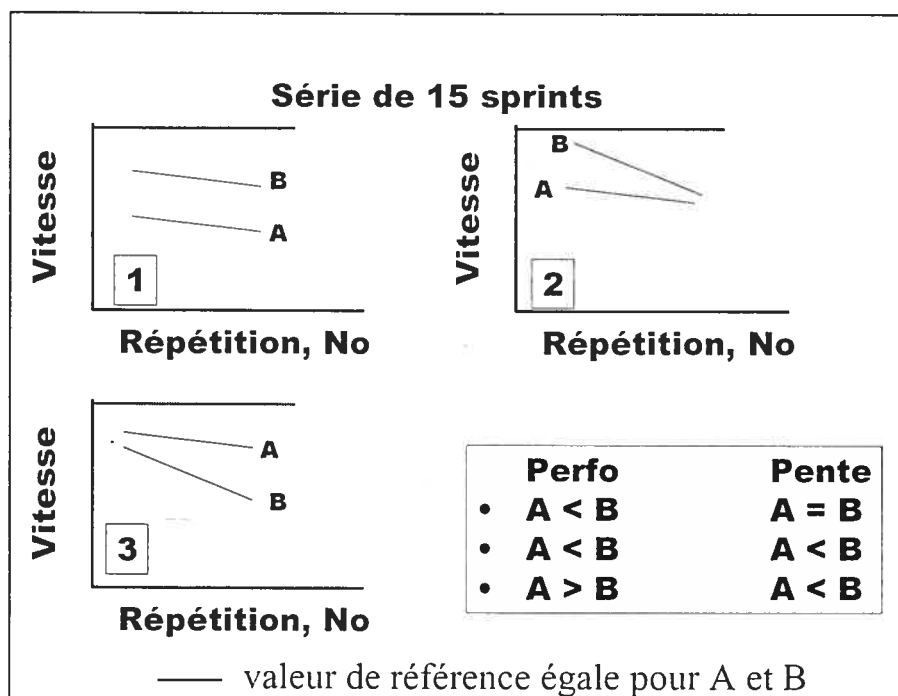 Série de 15 sprints
Vitesse
B
A
1
Répétition, No
Vitesse
B
A
2
Répétition, No
Vitesse
A
B
3
Répétition, No
Perfo Pente
• A < B A = B
• A < B A < B
• A > B A < B
valeur de référence égale pour A et B